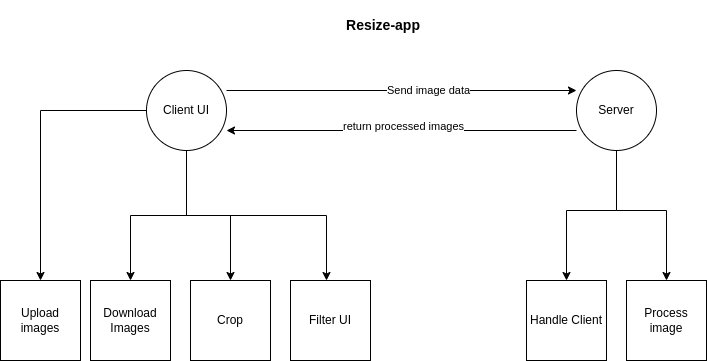 Resize-app
Client UI
Send image data
Server
return processed images
Upload
images
Download
Images
Crop
Filter UI
Handle Client
Process
image